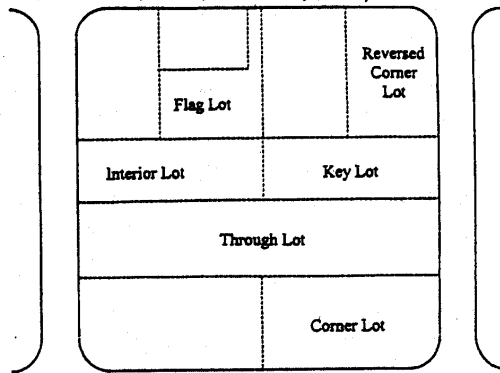 Reversed
Corner
Lot
Flag Lot
Interior Lot
Key Lot
Through Lot
Corner Lot